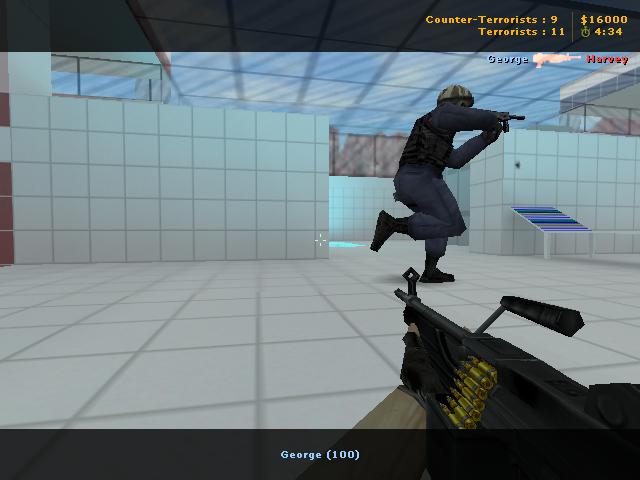 Counter-Terrorists : 9 $16000
Terrorists : 11 4:34
George Harvey
George (100)